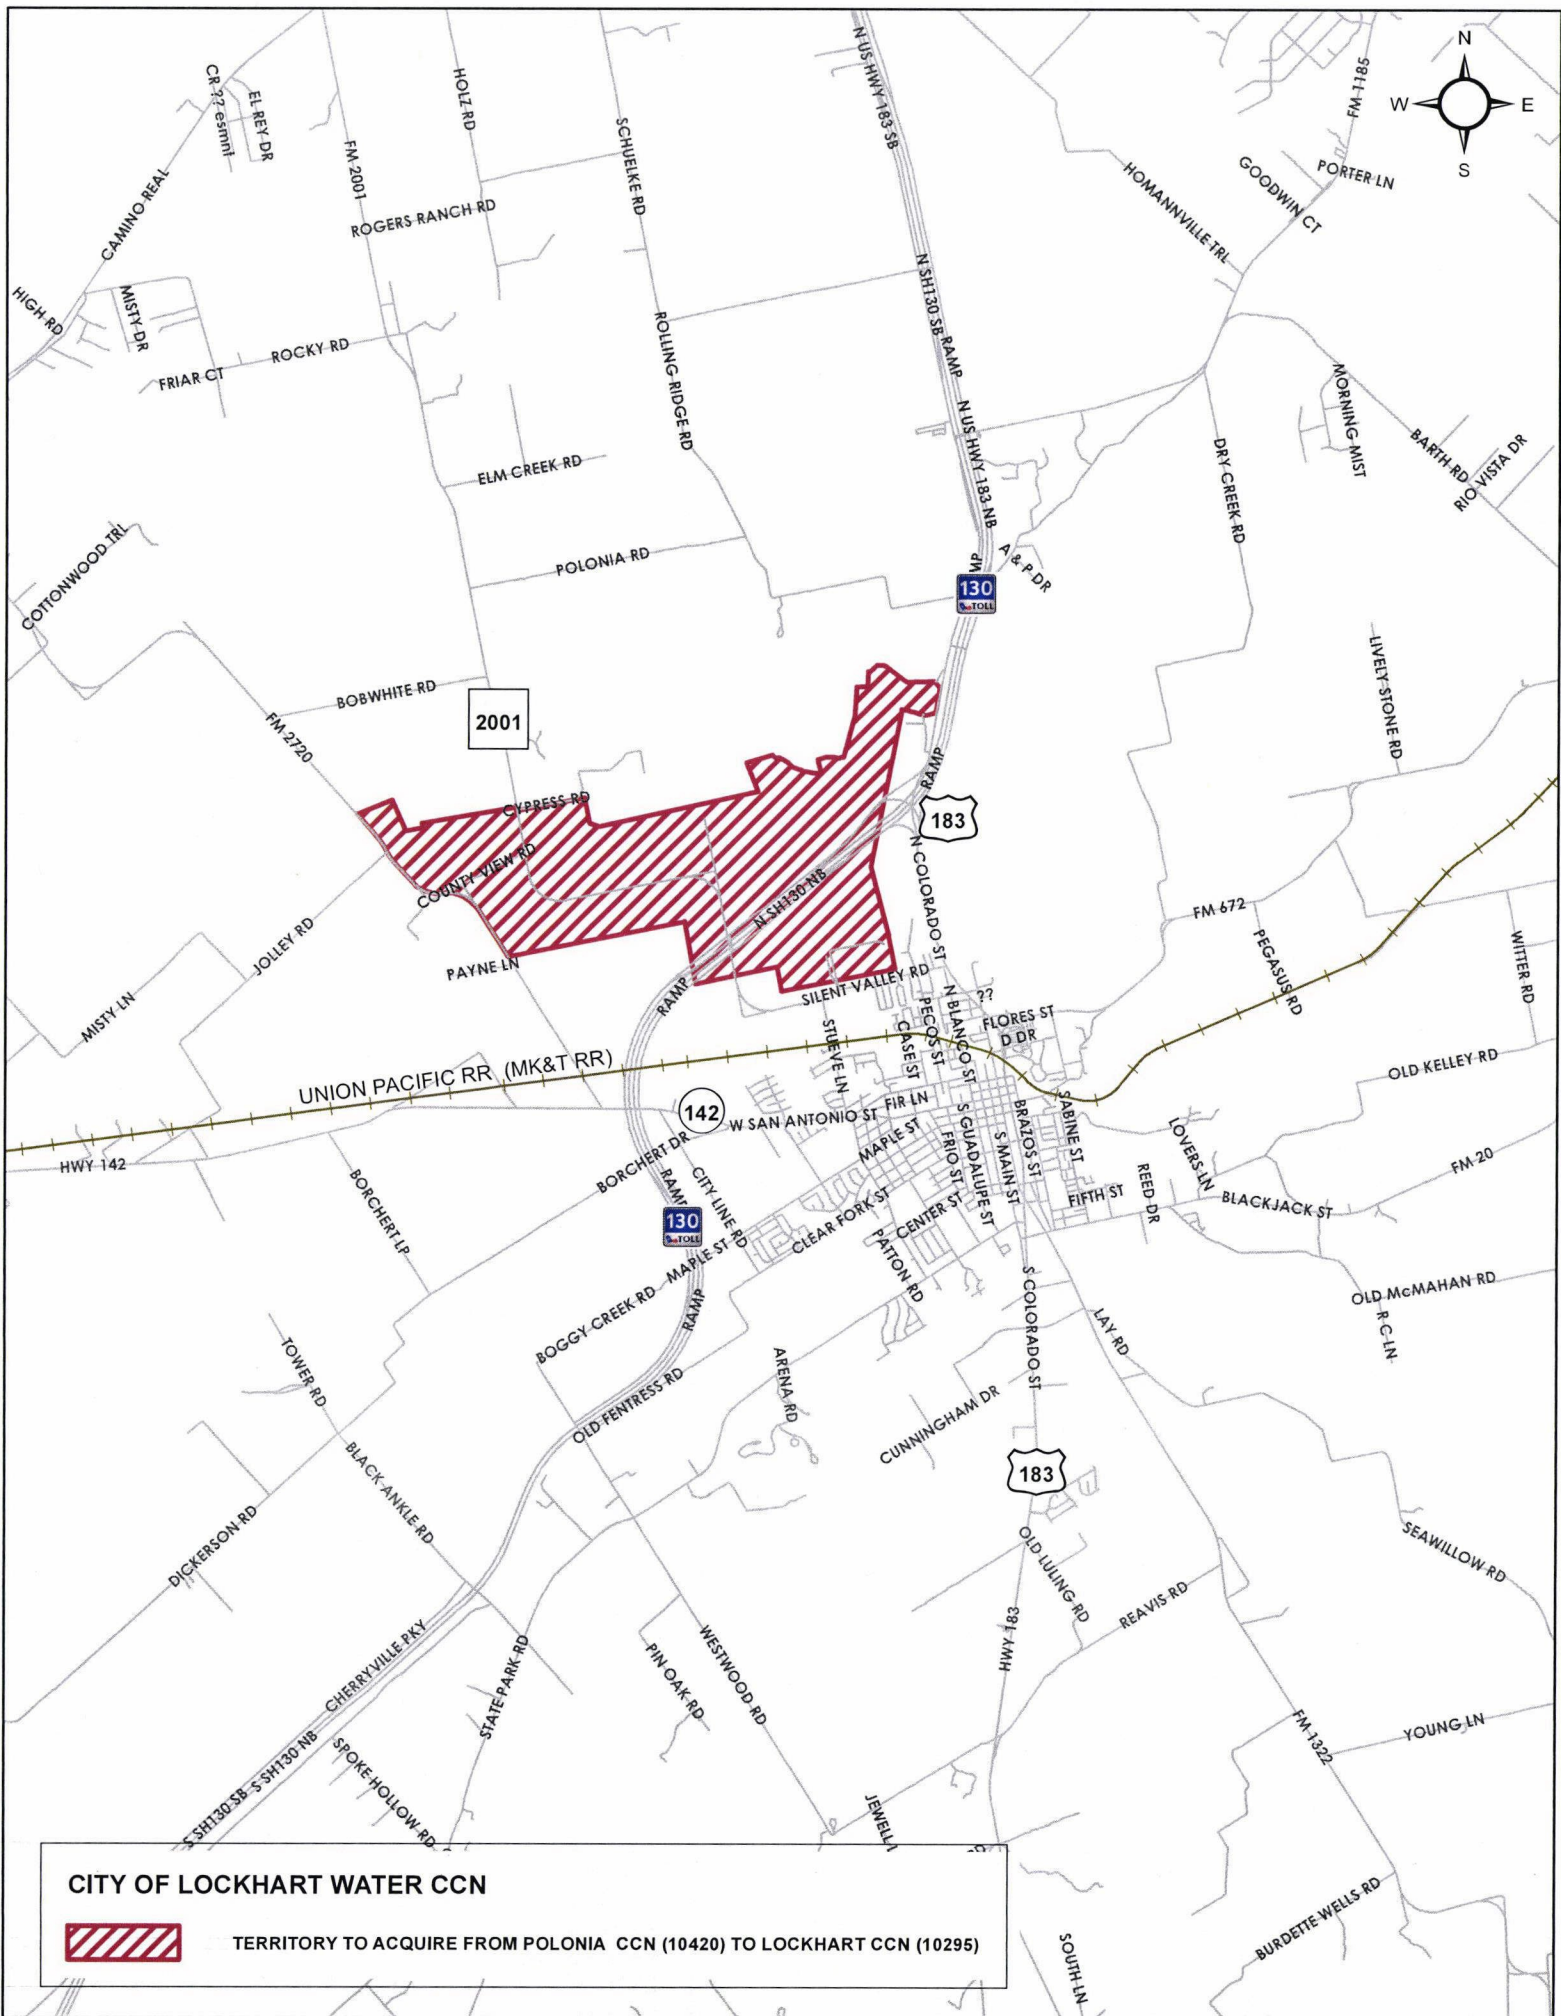 N
W
E
S
CR ?? esmnt
EL REY DR
HOLZ RD
FM 2001
SCHUELKE RD
N US HWY 183 SB
FM 1185
CAMINO REAL
ROGERS RANCH RD
HOMANNVILLE TRL
GOODWIN CT
PORTER LN
HIGH RD
MISTY DR
FRIAR CT
ROCKY RD
ROLLING RIDGE RD
N SH130 SB RAMP
N US HWY 183 NB
MORNING MIST
BARTH RD
RIO VISTA DR
DRY CREEK RD
ELM CREEK RD
POLONIA RD
A & P DR
130
TOLL
COTTONWOOD TRL
LIVELY STONE RD
BOBWHITE RD
2001
FM 2720
RAMP
183
CYPRESS RD
COUNTY VIEW RD
N SH130 NB
N COLORADO ST
FM 672
PEGASUS RD
WITTER RD
JOLLEY RD
PAYNE LN
MISTY LN
RAMP
SILENT VALLEY RD
??
FLORES ST
D DR
PECOS ST
N BLANCO ST
CASE ST
STUEVE LN
UNION PACIFIC RR (MK&T RR)
OLD KELLEY RD
142
W SAN ANTONIO ST
FIR LN
MAPLE ST
FRIO ST
S GUADALUPE ST
S MAIN ST
BRAZOS ST
SABINE ST
LOVERS LN
FM 20
HWY 142
BORCHERT LP
BORCHERT DR
CITY LINE RD
130
TOLL
MAPLE ST
CLEAR FORK ST
CENTER ST
PATTON RD
FIFTH ST
REED DR
BLACKJACK ST
OLD McMAHAN RD
R C LN
BOGGY CREEK RD
RAMP
S COLORADO ST
LAY RD
TOWER RD
ARENA RD
OLD FENTRESS RD
CUNNINGHAM DR
183
BLACK ANKLE RD
DICKERSON RD
OLD LULING RD
REAVIS RD
SEAWILLOW RD
HWY 183
CHERRYVILLE PKY
STATE PARK RD
PIN OAK RD
WESTWOOD RD
FM 1322
YOUNG LN
S SH130 SB
S SH130 NB
SPOKE HOLLOW RD
JEWELL
BURDETTE WELLS RD
SOUTH LN
CITY OF LOCKHART WATER CCN
TERRITORY TO ACQUIRE FROM POLONIA CCN (10420) TO LOCKHART CCN (10295)